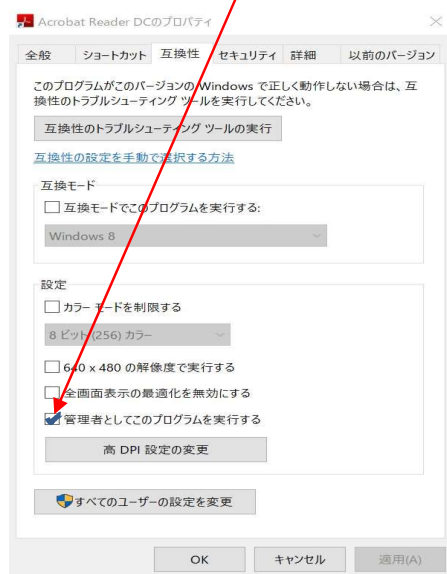 Acrobat Reader DCのプロパティ
全般 ショートカット 互換性 セキュリティ 詳細 以前のバージョン
このプログラムがこのバージョンの Windows で正しく動作しない場合は、互
換性のトラブルシューティング ツールを実行してください。
互換性のトラブルシューティング ツールの実行
互換性の設定を手動で選択する方法
互換モード
互換モードでこのプログラムを実行する:
Windows 8
設定
カラー モードを制限する
8 ビット (256) カラー
640 x 480 の解像度で実行する
全画面表示の最適化を無効にする
管理者としてこのプログラムを実行する
高 DPI 設定の変更
すべてのユーザーの設定を変更
OK キャンセル 適用(A)